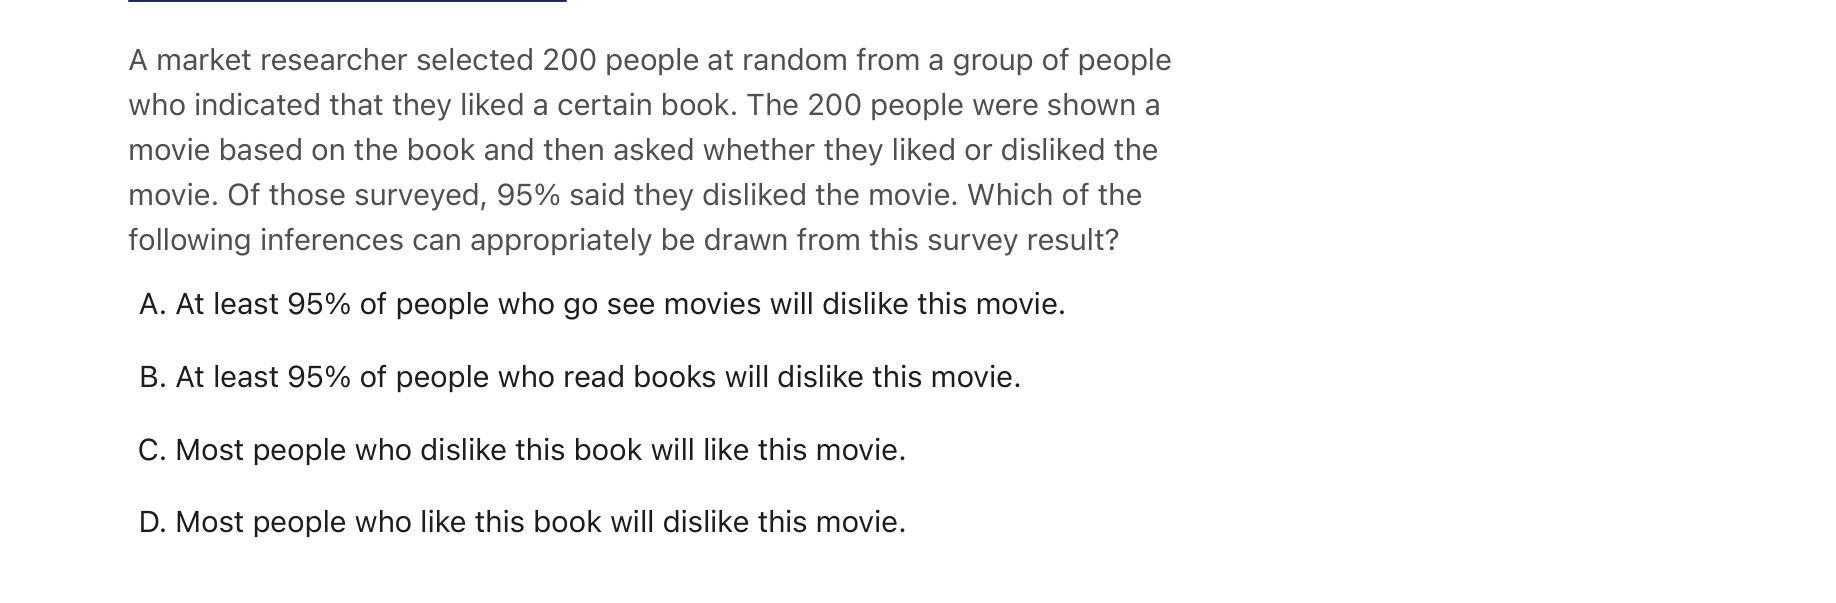 A market researcher selected 200 people at random from a group of people
who indicated that they liked a certain book. The 200 people were shown a
movie based on the book and then asked whether they liked or disliked the
movie. Of those surveyed, 95% said they disliked the movie. Which of the
following inferences can appropriately be drawn from this survey result?
A. At least 95% of people who go see movies will dislike this movie.
B. At least 95% of people who read books will dislike this movie.
C. Most people who dislike this book will like this movie.
D. Most people who like this book will dislike this movie.